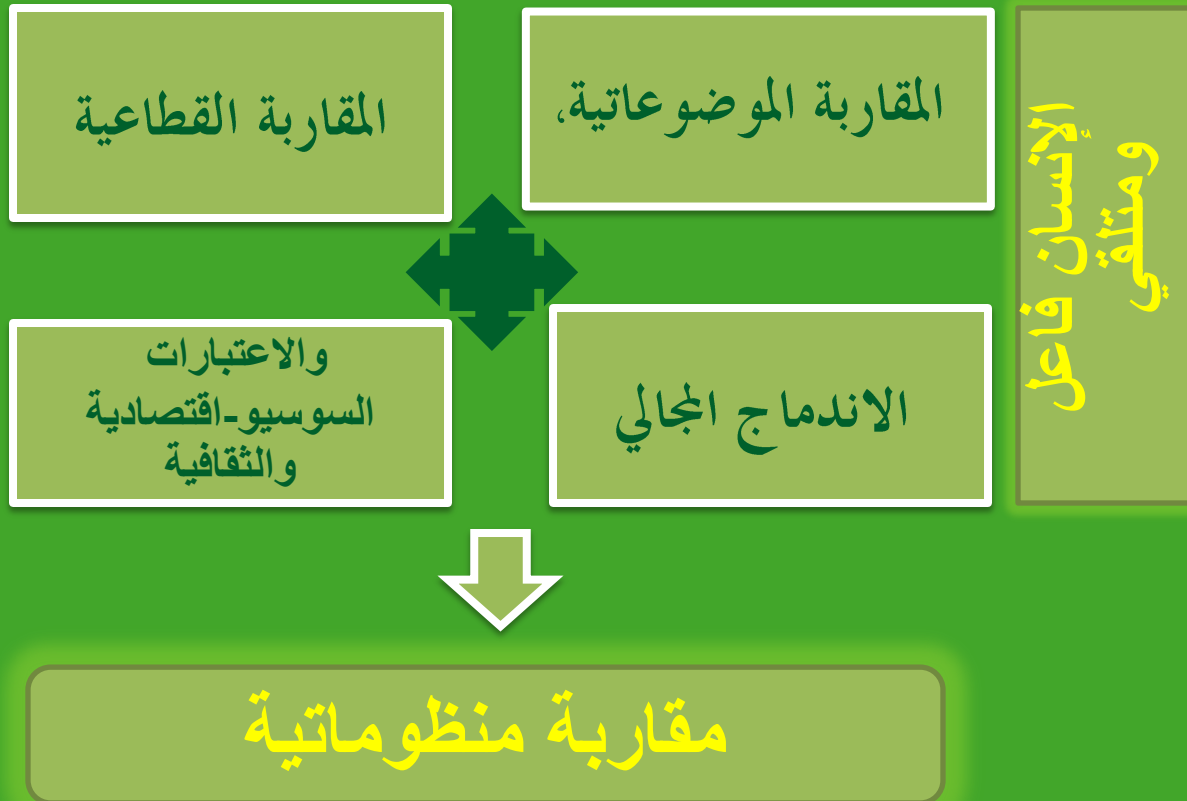 المقاربة الموضوعاتية،
المقاربة القطاعية
الاندماج المجالي
والاعتبارات
السوسيو-اقتصادية
والثقافية
الإنسان فاعل
ومتلقي
مقاربة منظوماتية